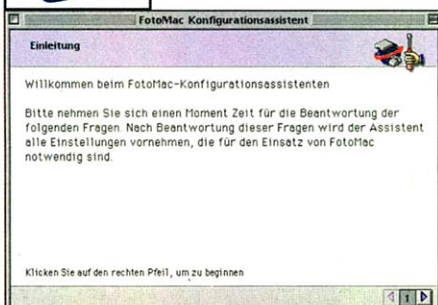 FotoMac Konfigurationsassistent
Einleitung
Willkommen beim FotoMac-Konfigurationsassistenten
Bitte nehmen Sie sich einen Moment Zeit für die Beantwortung der
folgenden Fragen. Nach Beantwortung dieser Fragen wird der Assistent
alle Einstellungen vornehmen, die für den Einsatz von FotoMac
notwendig sind.
Klicken Sie auf den rechten Pfeil, um zu beginnen
1